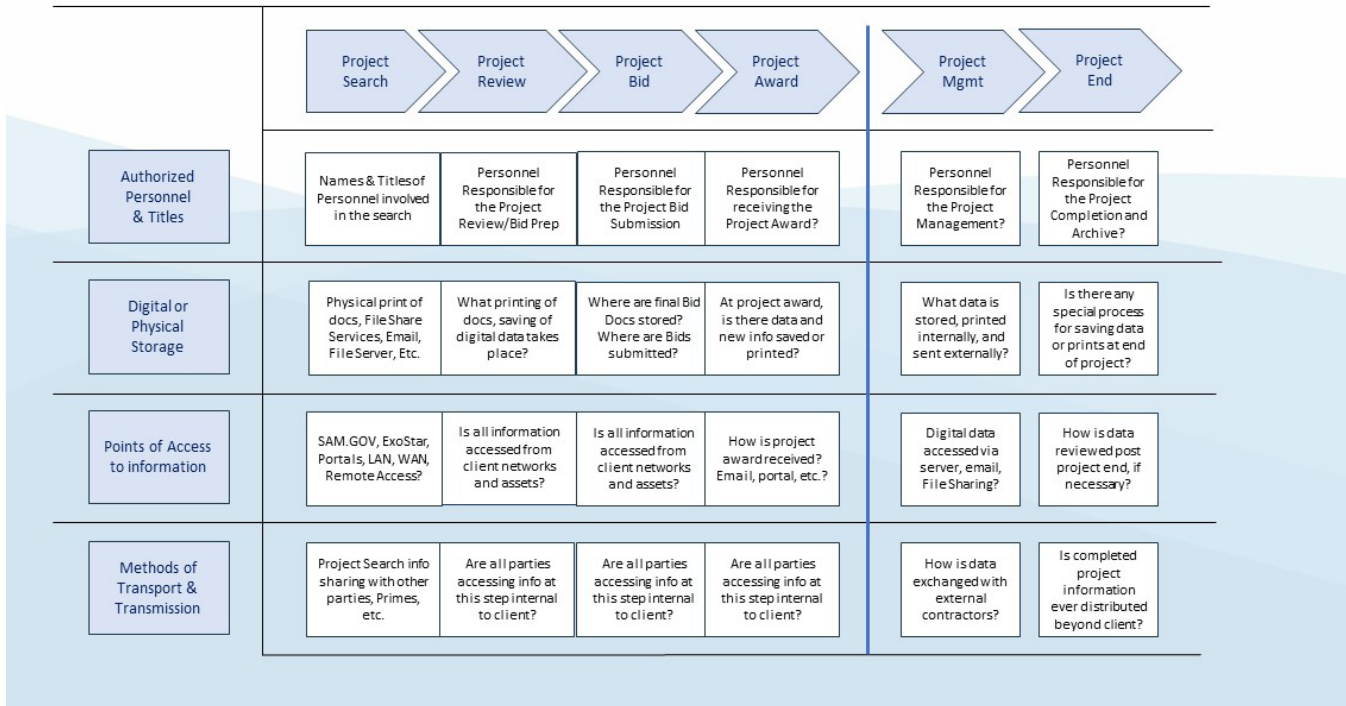 Project
Search
Project
Review
Project
Bid
Project
Award
Project
Mgmt
Project
End
Authorized
Personnel
& Titles
Names & Titles of
Personnel involved
in the search
Personnel
Responsible for
the Project
Review/Bid Prep
Personnel
Responsible for
the Project Bid
Submission
Personnel
Responsible for
receiving the
Project Award?
Personnel
Responsible for
the Project
Management?
Personnel
Responsible for
the Project
Completion and
Archive?
Digital or
Physical
Storage
Physical print of
docs, File Share
Services, Email,
File Server, Etc.
What printing of
docs, saving of
digital data takes
place?
Where are final Bid
Docs stored?
Where are Bids
submitted?
At project award,
is there data and
new info saved or
printed?
What data is
stored, printed
internally, and
sent externally?
Is there any
special process
for saving data
or prints at end
of project?
Points of Access
to information
SAM.GOV, ExoStar,
Portals, LAN, WAN,
Remote Access?
Is all information
accessed from
client networks
and assets?
Is all information
accessed from
client networks
and assets?
How is project
award received?
Email, portal, etc.?
Digital data
accessed via
server, email,
File Sharing?
How is data
reviewed post
project end, if
necessary?
Methods of
Transport &
Transmission
Project Search info
sharing with other
parties, Primes,
etc.
Are all parties
accessing info at
this step internal
to client?
Are all parties
accessing info at
this step internal
to client?
Are all parties
accessing info at
this step internal
to client?
How is data
exchanged with
external
contractors?
Is completed
project
information
ever distributed
beyond client?